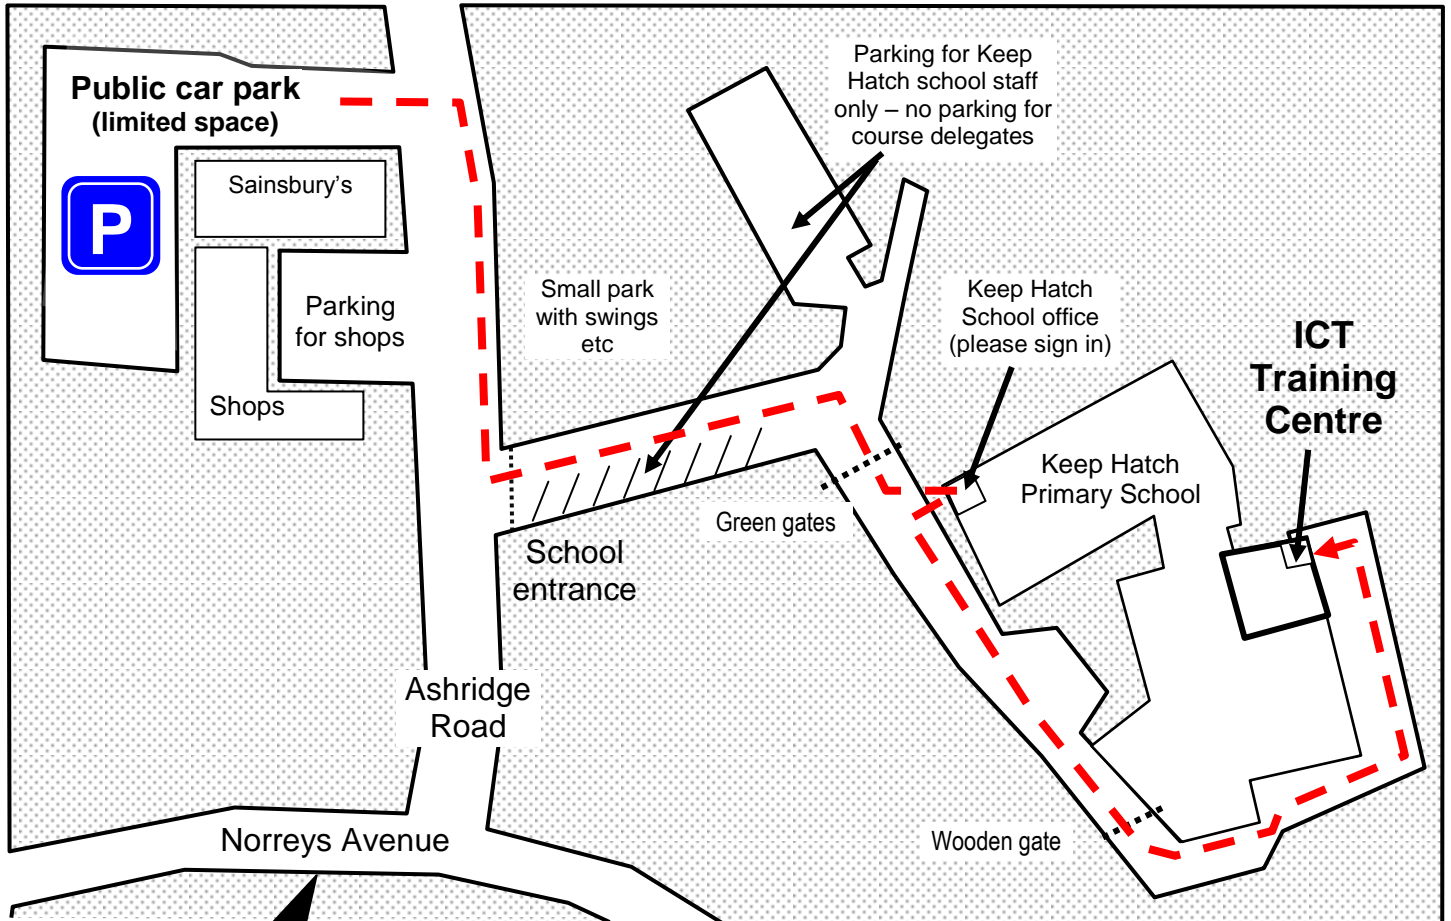 Public car park
(limited space)
P
Sainsbury’s
Parking
for shops
Shops
Small park
with swings
etc
Parking for Keep
Hatch school staff
only – no parking for
course delegates
Keep Hatch
School office
(please sign in)
ICT
Training
Centre
Keep Hatch
Primary School
Green gates
School
entrance
Ashridge
Road
Norreys Avenue
Wooden gate